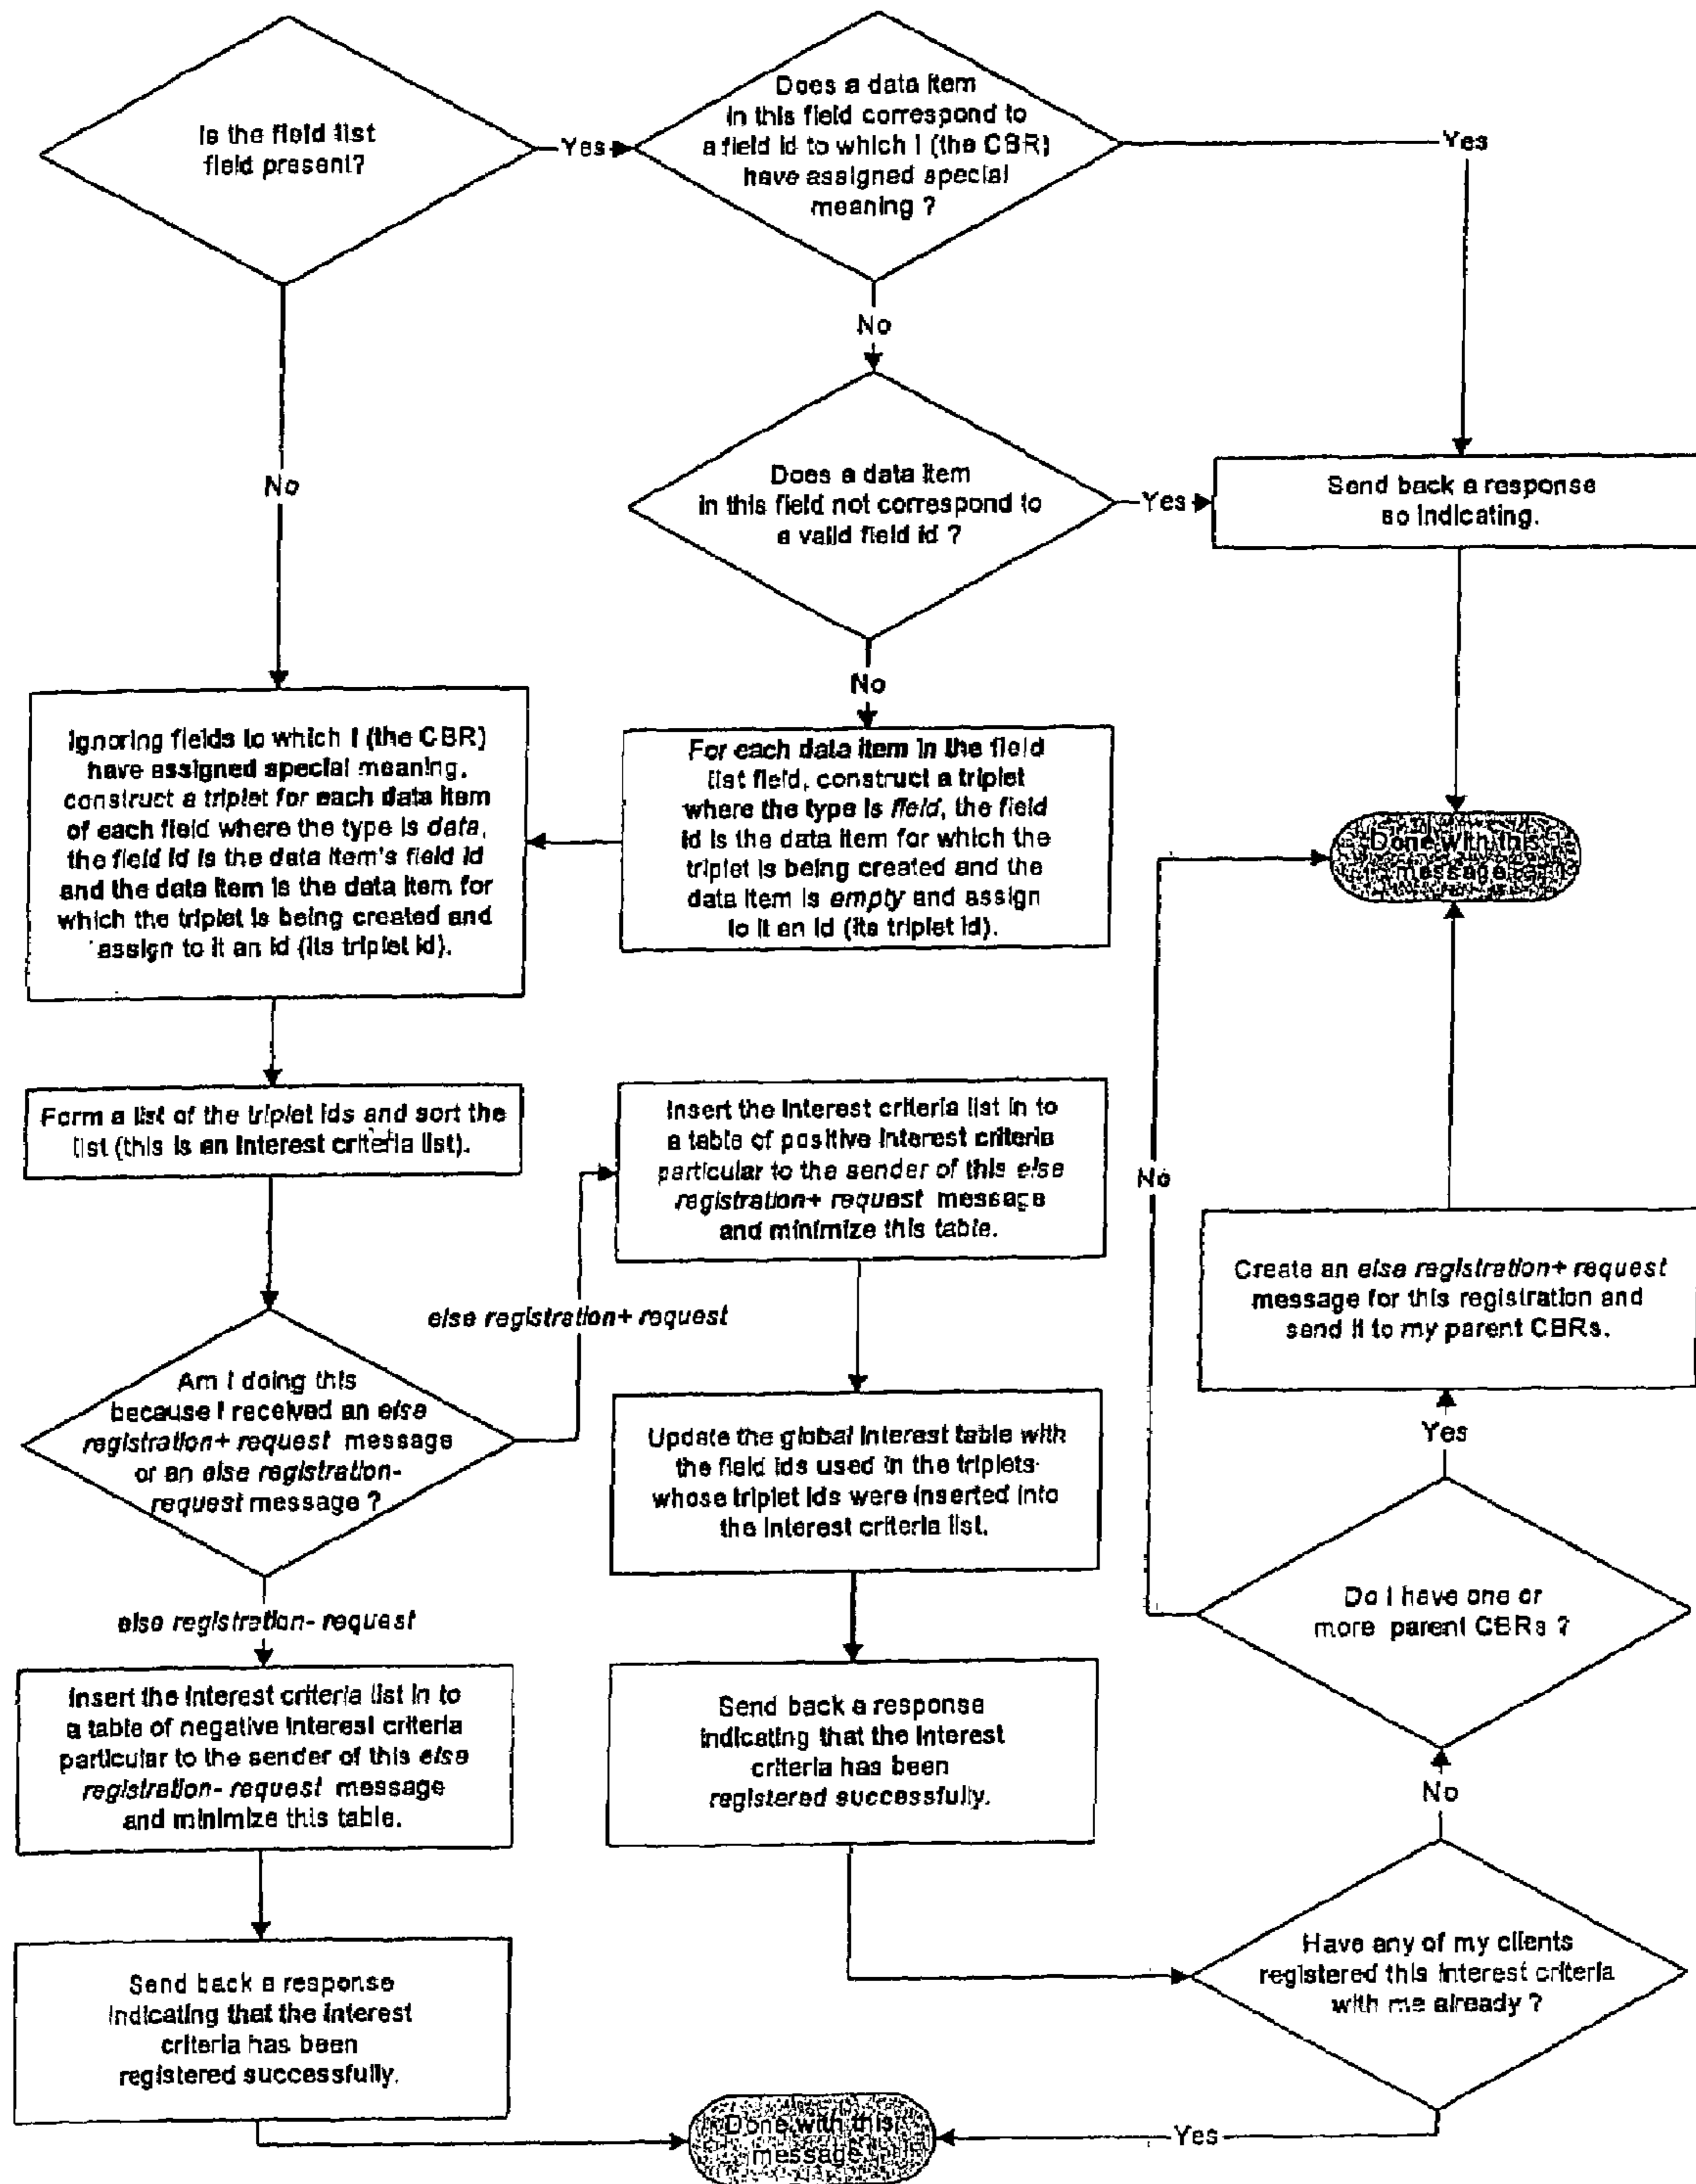 Is the field list
field present?
Yes
Does a data item
in this field correspond to
a field id to which I (the CBR)
have assigned special
meaning ?
Yes
No
No
Does a data item
in this field not correspond to
a valid field id ?
Yes
Send back a response
so indicating.
No
Ignoring fields to which I (the CBR)
have assigned special meaning,
construct a triplet for each data item
of each field where the type is data,
the field id is the data item's field id
and the data item is the data item for
which the triplet is being created and
assign to it an id (its triplet id).
For each data item in the field
list field, construct a triplet
where the type is field, the field
id is the data item for which the
triplet is being created and the
data item is empty and assign
to it an id (its triplet id).
Done with this
message
Form a list of the triplet ids and sort the
list (this is an interest criteria list).
Insert the interest criteria list in to
a table of positive interest criteria
particular to the sender of this else
registration+ request message
and minimize this table.
No
Create an else registration+ request
message for this registration and
send it to my parent CBRs.
else registration+ request
Am I doing this
because I received an else
registration+ request message
or an else registration-
request message ?
Update the global interest table with
the field ids used in the triplets
whose triplet ids were inserted into
the interest criteria list.
Yes
Do I have one or
more parent CBRs ?
else registration- request
Insert the interest criteria list in to
a table of negative interest criteria
particular to the sender of this else
registration- request message
and minimize this table.
Send back a response
indicating that the interest
criteria has been
registered successfully.
No
Have any of my clients
registered this interest criteria
with me already ?
Send back a response
indicating that the interest
criteria has been
registered successfully.
Done with this
message
Yes